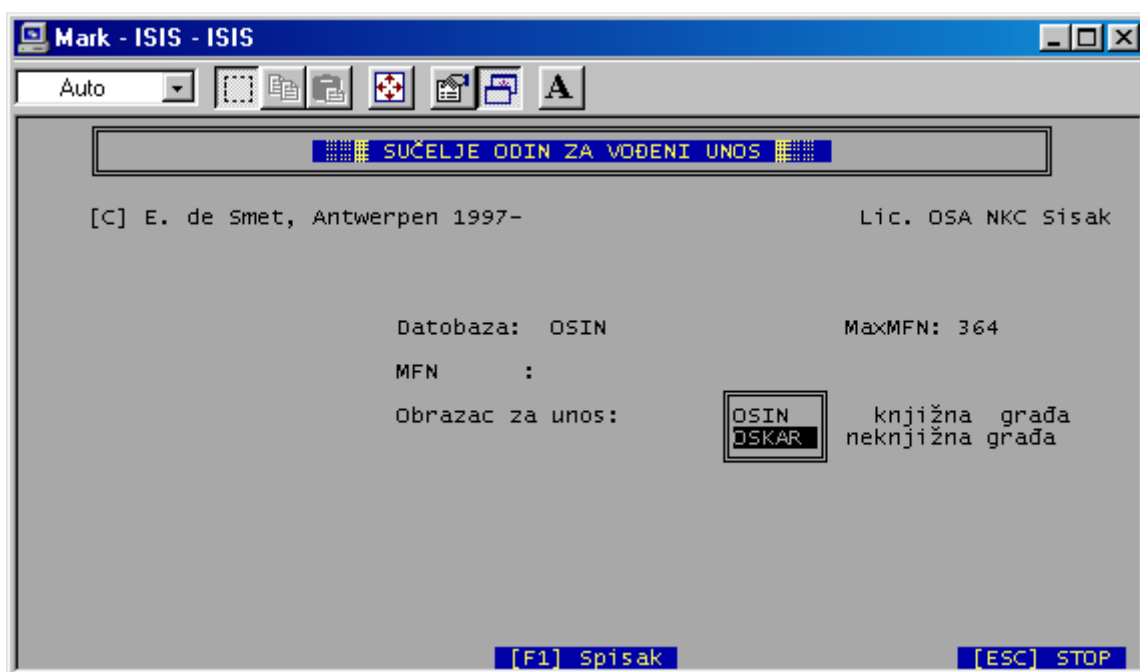 Mark - ISIS - ISIS
Auto
A
SUČELJE ODIN ZA VOĐENI UNOS
[C] E. de Smet, Antwerpen 1997- Lic. OSA NKC Sisak
Datobaza: OSIN MaxMFN: 364
MFN :
Obrazac za unos: OSIN knjižna građa
OSKAR neknjižna građa
[F1] Spisak [ESC] STOP